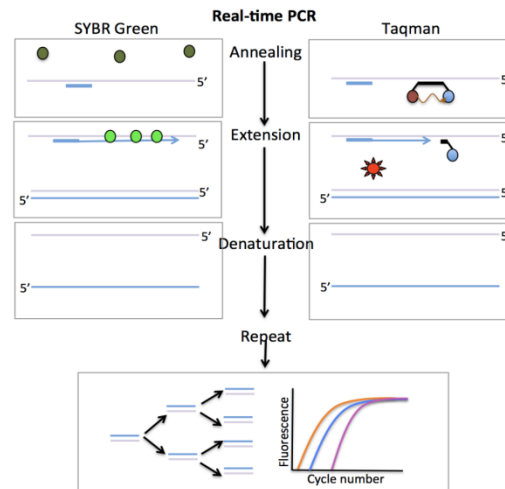 Real-time PCR
SYBR Green
Annealing
Taqman
5'
5'
Extension
5'
5'
5'
5'
5'
5'
Denaturation
5'
5'
5'
5'
Repeat
Fluorescence
Cycle number